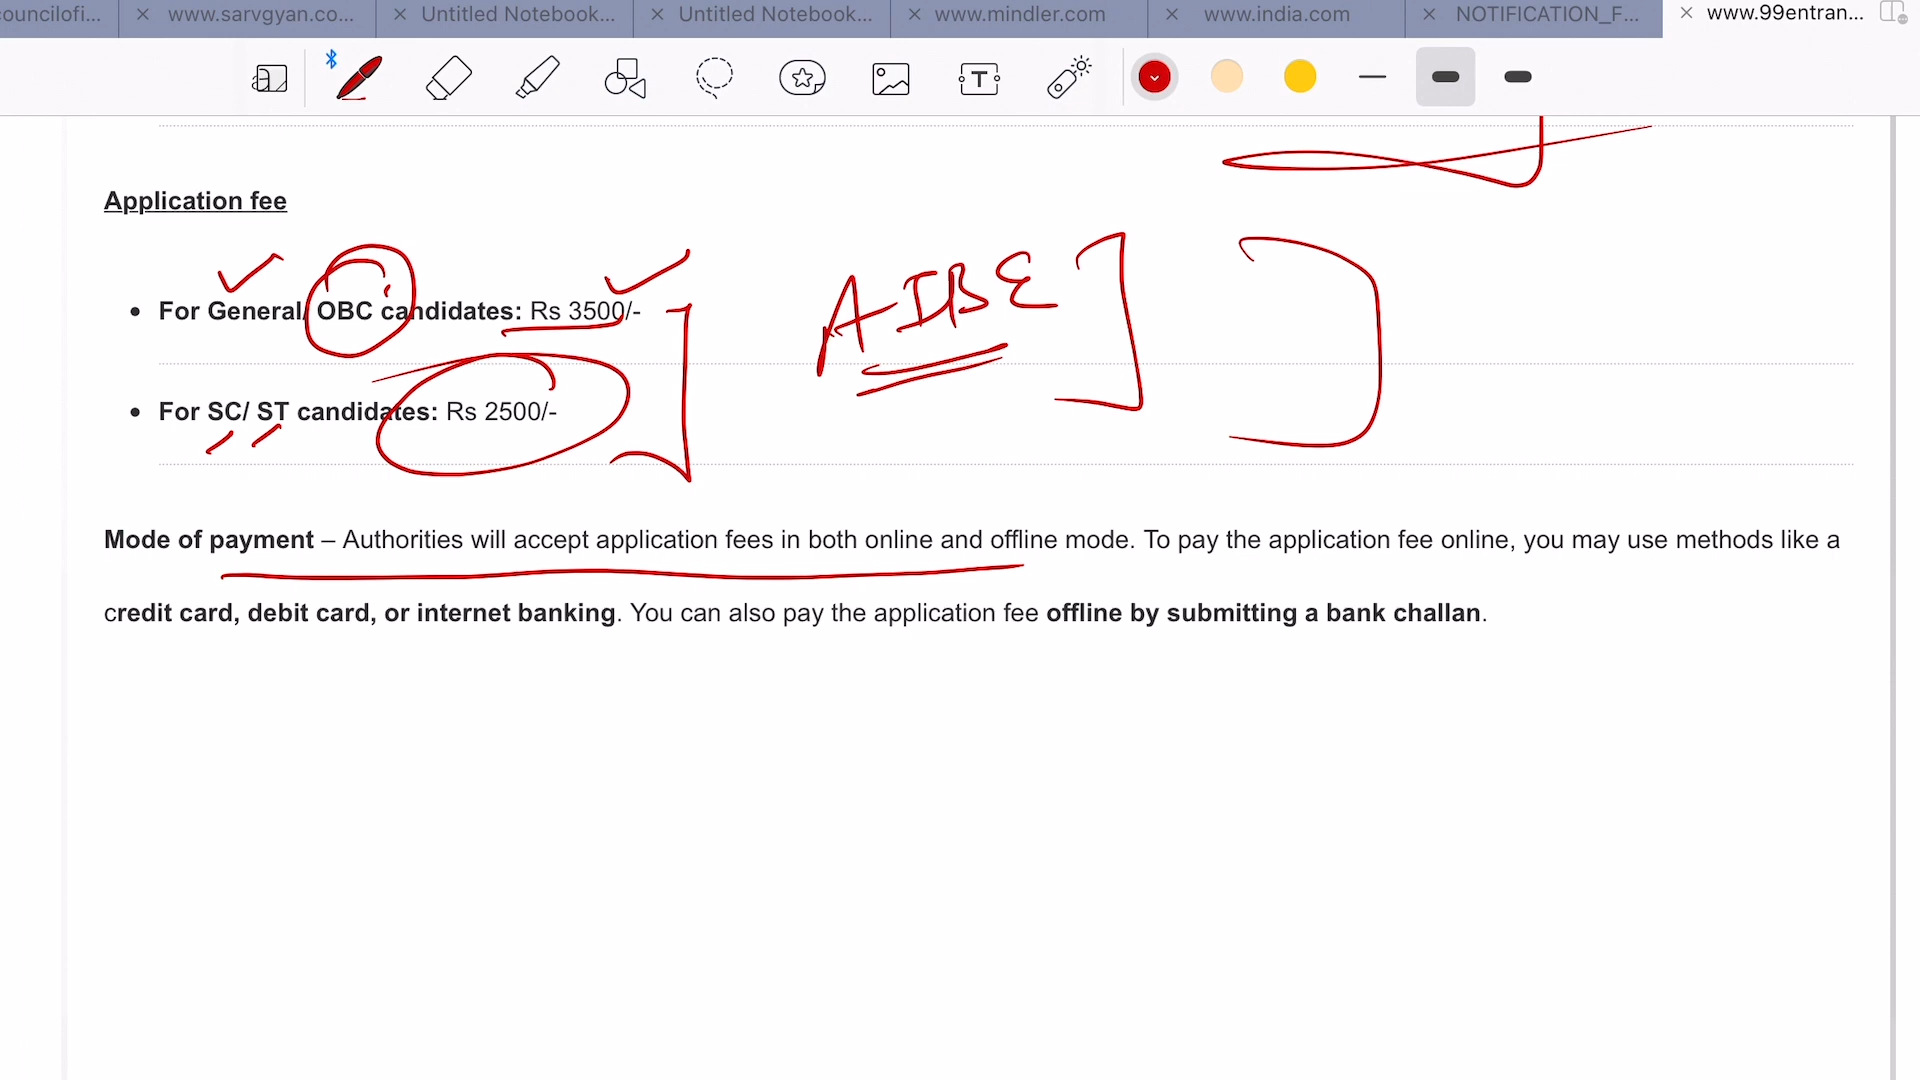 ouncilofi...
www.sarvgyan.co...
Untitled Notebook...
Untitled Notebook...
www.mindler.com
www.india.com
NOTIFICATION_F...
www.99entran...
Application fee
For General/ OBC candidates: Rs 3500/-
AIBE
For SC/ ST candidates: Rs 2500/-
Mode of payment – Authorities will accept application fees in both online and offline mode. To pay the application fee online, you may use methods like a
credit card, debit card, or internet banking. You can also pay the application fee offline by submitting a bank challan.